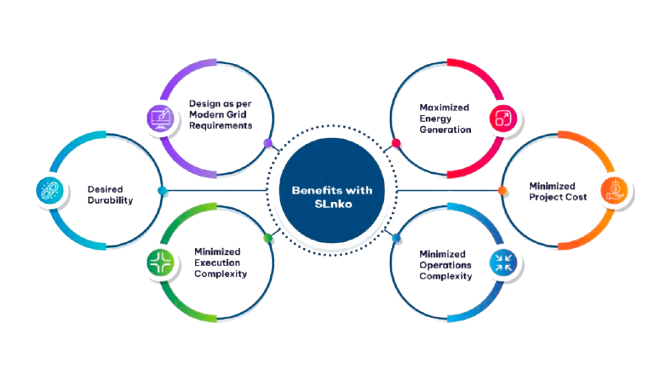 Design as per
Modern Grid
Requirements
Maximized
Energy
Generation
Desired
Durability
Benefits with
SLnko
Minimized
Project Cost
Minimized
Execution
Complexity
Minimized
Operations
Complexity